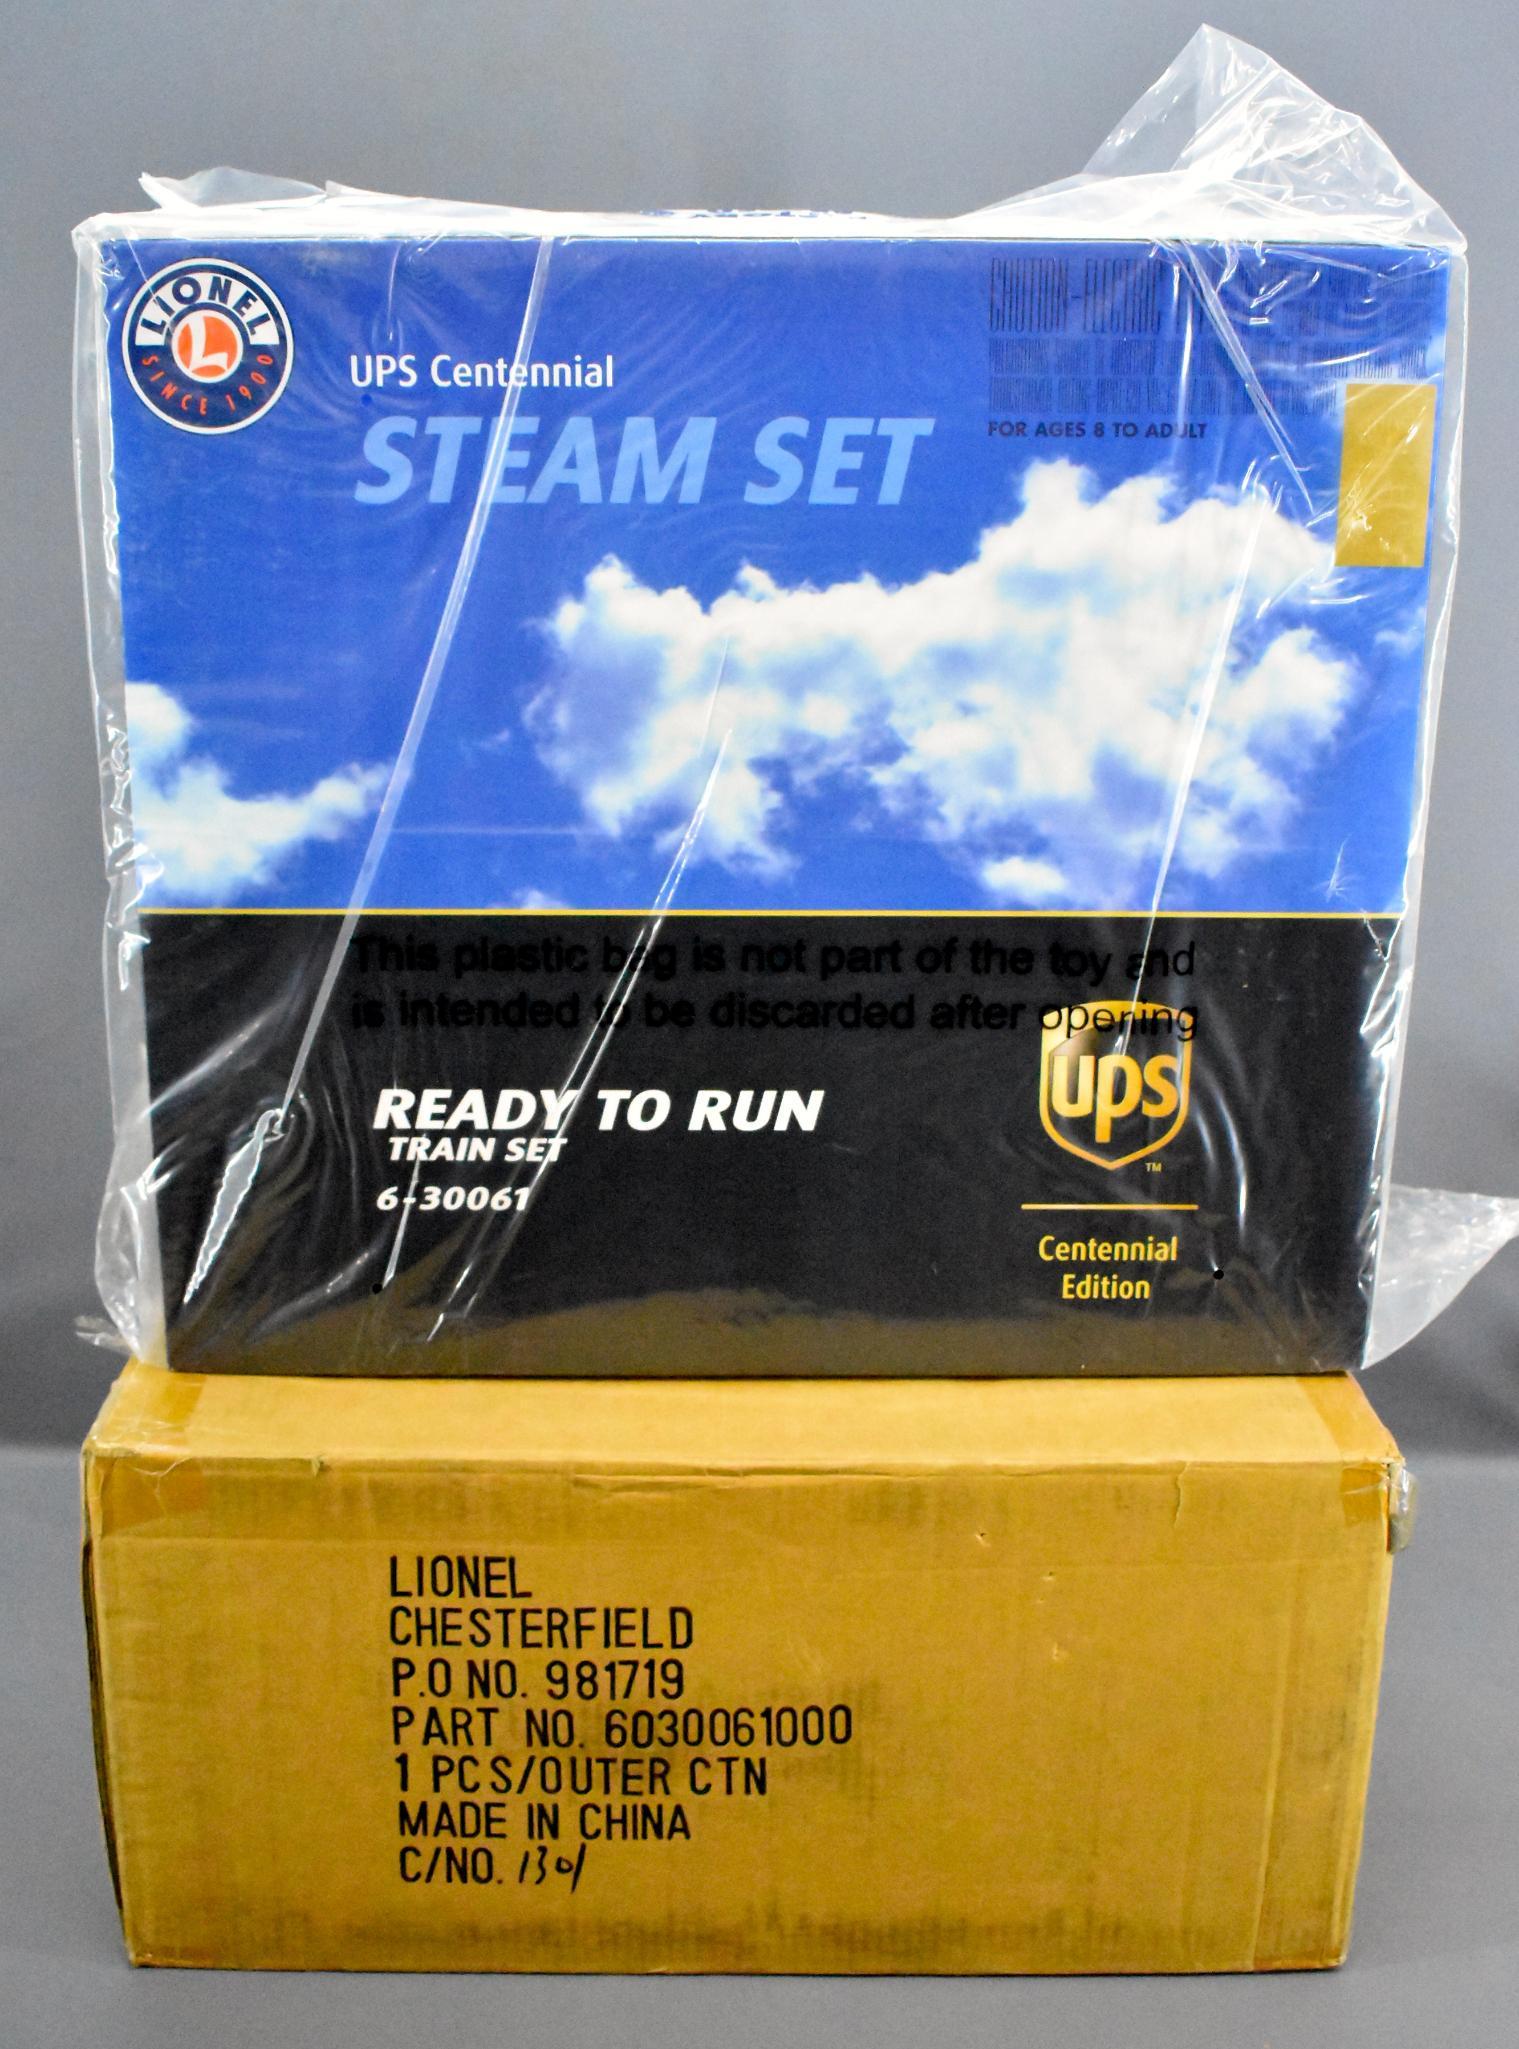 LIONEL
L
SINCE 1900
UPS Centennial
STEAM SET
CAUTION-ELECTRIC
FOR AGES 8 TO ADULT
This plastic bag is not part of the toy and
is intended to be discarded after opening
ups
TM
READY TO RUN
TRAIN SET
6-30061
Centennial
Edition
LIONEL
CHESTERFIELD
P.O NO. 981719
PART NO. 6030061000
1 PCS/OUTER CTN
MADE IN CHINA
C/NO. 1301